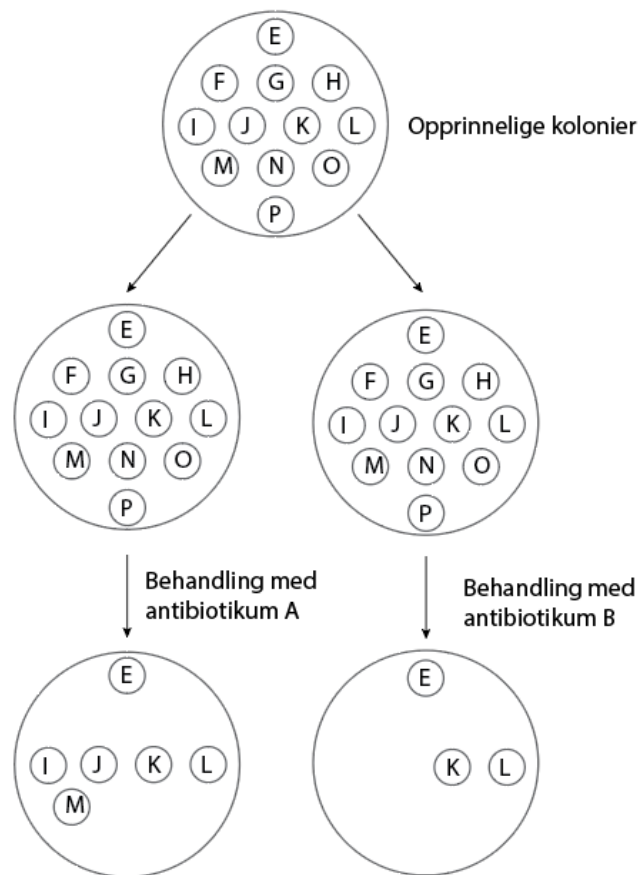 E
F G H
I J K L
M N O
P
Opprinnelige kolonier
E
F G H
I J K L
M N O
P
E
F G H
I J K L
M N O
P
Behandling med
antibiotikum A
Behandling med
antibiotikum B
E
I J K L
M
E
K L